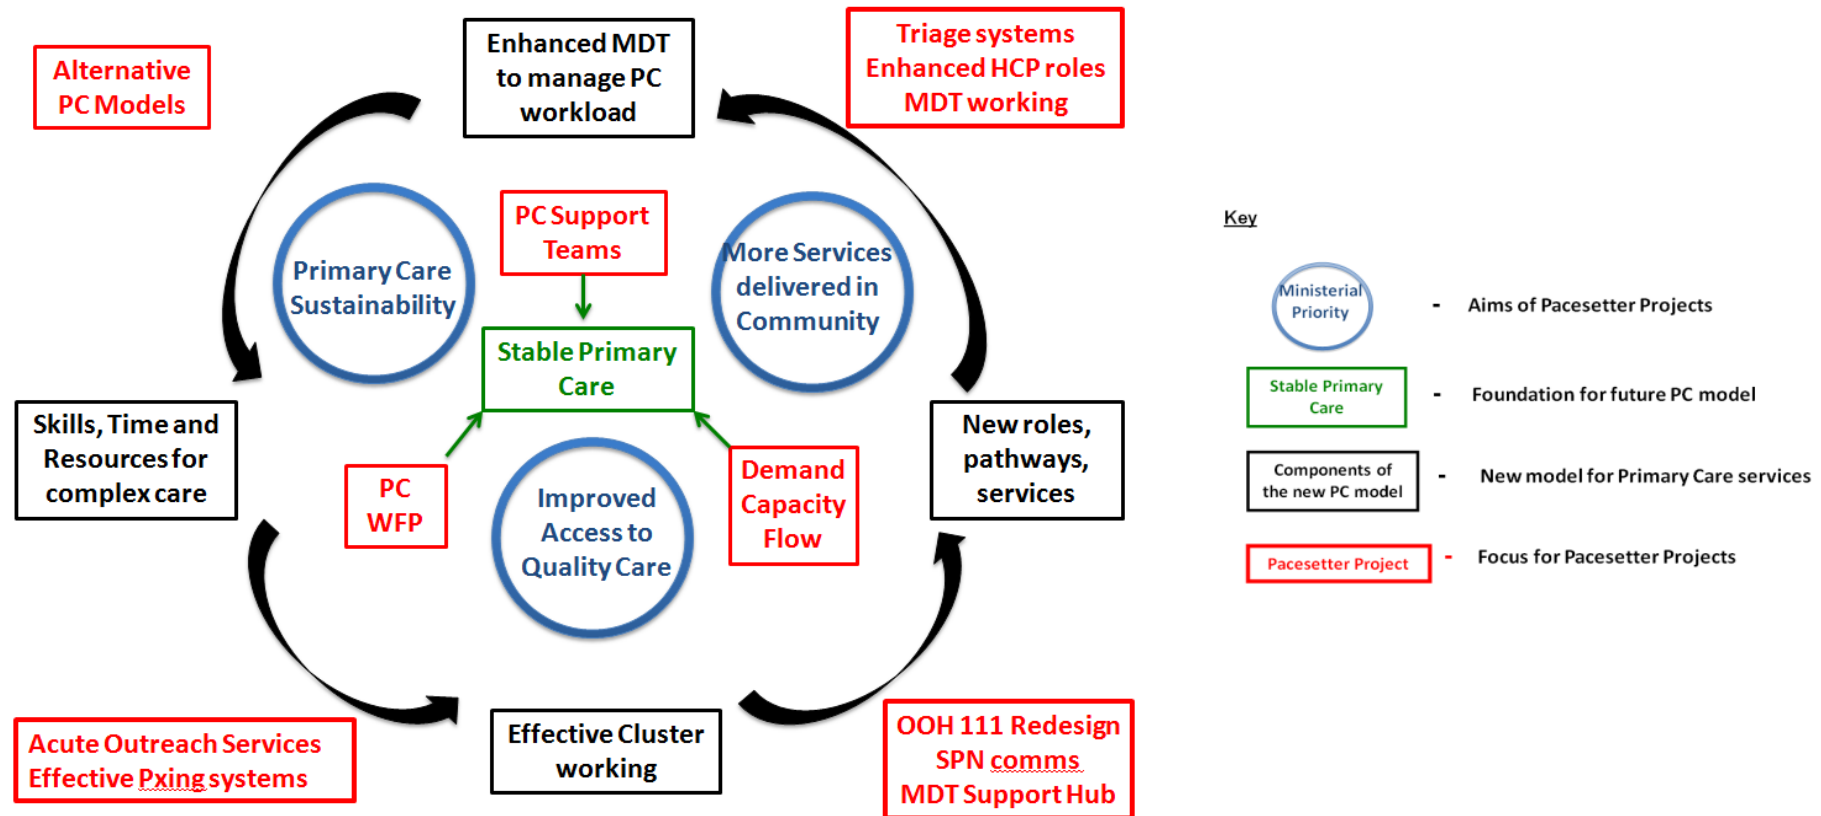 Alternative
PC Models
Enhanced MDT
to manage PC
workload
Triage systems
Enhanced HCP roles
MDT working
Primary Care
Sustainability
PC Support
Teams
More Services
delivered in
Community
Stable Primary
Care
Skills, Time and
Resources for
complex care
PC
WFP
Improved
Access to
Quality Care
Demand
Capacity
Flow
New roles,
pathways,
services
Acute Outreach Services
Effective Pxing systems
Effective Cluster
working
OOH 111 Redesign
SPN comms
MDT Support Hub
Key
Ministerial
Priority
- Aims of Pacesetter Projects
Stable Primary
Care
- Foundation for future PC model
Components of
the new PC model
- New model for Primary Care services
Pacesetter Project
- Focus for Pacesetter Projects